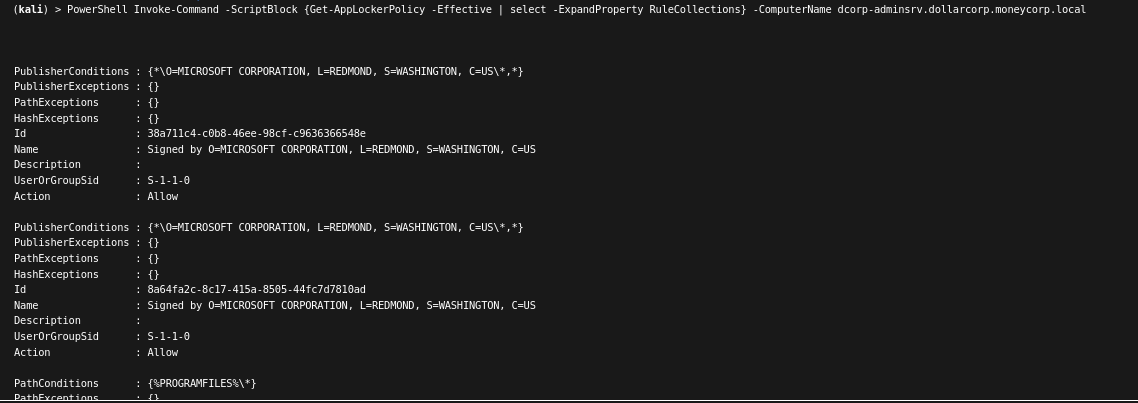 (kali) > PowerShell Invoke-Command -ScriptBlock {Get-AppLockerPolicy -Effective | select -ExpandProperty RuleCollections} -ComputerName dcorp-adminsrv.dollarcorp.moneycorp.local
PublisherConditions : {*\O=MICROSOFT CORPORATION, L=REDMOND, S=WASHINGTON, C=US\*,*}
PublisherExceptions : {}
PathExceptions      : {}
HashExceptions      : {}
Id                  : 38a711c4-c0b8-46ee-98cf-c9636366548e
Name                : Signed by O=MICROSOFT CORPORATION, L=REDMOND, S=WASHINGTON, C=US
Description         :
UserOrGroupSid      : S-1-1-0
Action              : Allow
PublisherConditions : {*\O=MICROSOFT CORPORATION, L=REDMOND, S=WASHINGTON, C=US\*,*}
PublisherExceptions : {}
PathExceptions      : {}
HashExceptions      : {}
Id                  : 8a64fa2c-8c17-415a-8505-44fc7d7810ad
Name                : Signed by O=MICROSOFT CORPORATION, L=REDMOND, S=WASHINGTON, C=US
Description         :
UserOrGroupSid      : S-1-1-0
Action              : Allow
PathConditions      : {%PROGRAMFILES%\*}
PathExceptions      : {}